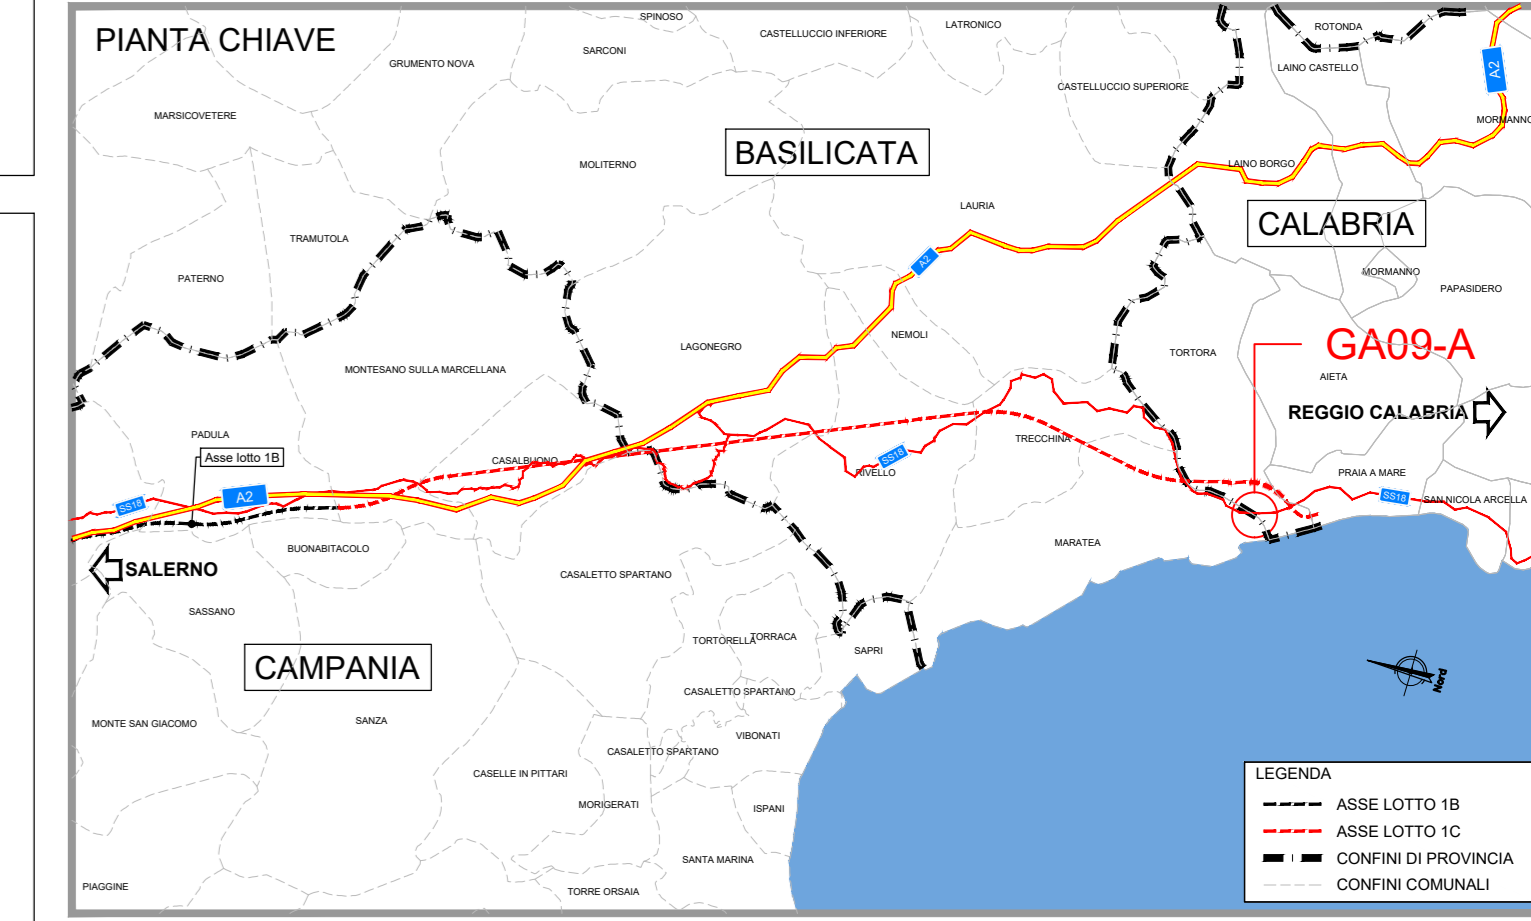 PIANTA CHIAVE
SPINOSO
LATRONICO
ROTONDA
CASTELLUCCIO INFERIORE
SARCONI
GRUMENTO NOVA
LAINO CASTELLO
A2
CASTELLUCCIO SUPERIORE
MARSICOVETERE
MORMANNO
BASILICATA
MOLITERNO
LAINO BORGO
LAURIA
CALABRIA
TRAMUTOLA
A2
MORMANNO
PATERNO
PAPASIDERO
NEMOLI
LAGONEGRO
GA09-A
TORTORA
MONTESANO SULLA MARCELLANA
AIETA
REGGIO CALABRIA
PADULA
TRECCHINA
Asse lotto 1B
SS18
CASALBUONO
RIVELLO
PRAIA A MARE
A2
SS18
SS18
SAN NICOLA ARCELLA
BUONABITACOLO
MARATEA
SALERNO
CASALETTO SPARTANO
SASSANO
TORTORELLA
TORRACA
SAPRI
CAMPANIA
Nord
CASALETTO SPARTANO
MONTE SAN GIACOMO
SANZA
VIBONATI
CASALETTO SPARTANO
CASELLE IN PITTARI
LEGENDA
MORIGERATI
ISPANI
ASSE LOTTO 1B
ASSE LOTTO 1C
SANTA MARINA
CONFINI DI PROVINCIA
PIAGGINE
TORRE ORSAIA
CONFINI COMUNALI